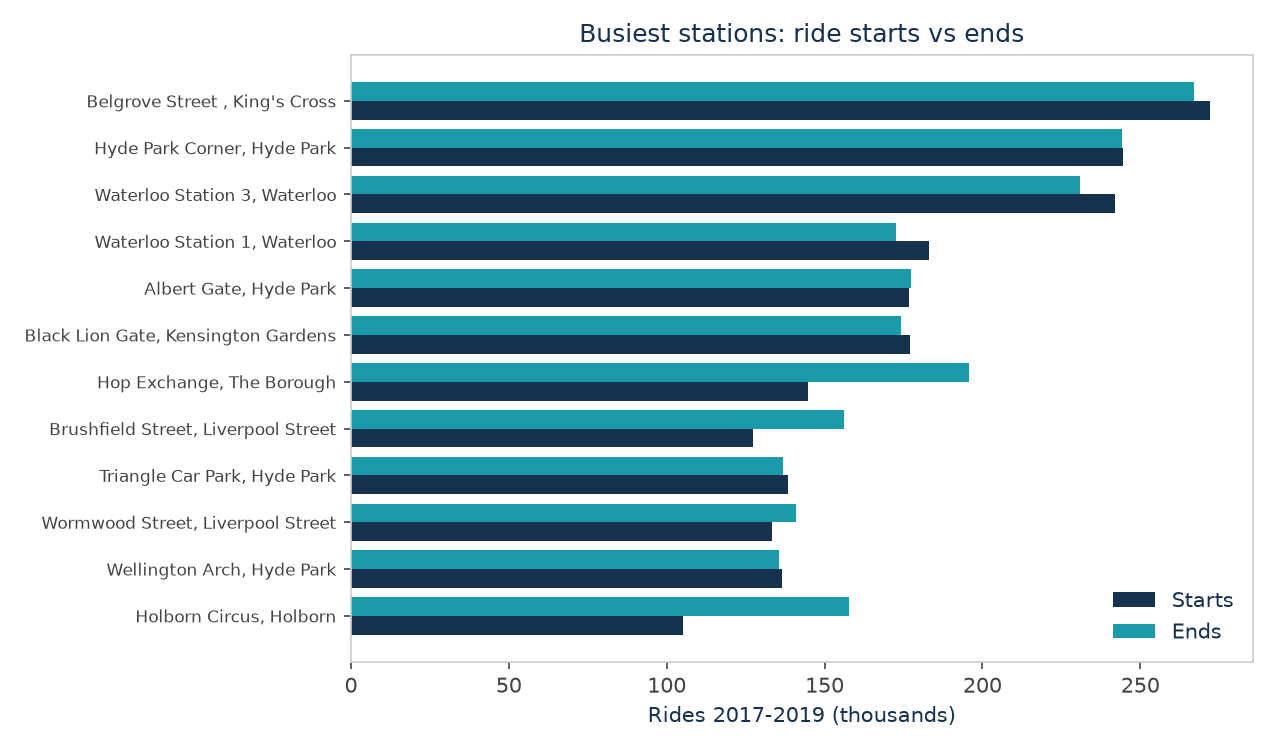 Busiest stations: ride starts vs ends
Belgrove Street , King's Cross
Hyde Park Corner, Hyde Park
Waterloo Station 3, Waterloo
Waterloo Station 1, Waterloo
Albert Gate, Hyde Park
Black Lion Gate, Kensington Gardens
Hop Exchange, The Borough
Brushfield Street, Liverpool Street
Triangle Car Park, Hyde Park
Wormwood Street, Liverpool Street
Wellington Arch, Hyde Park
Holborn Circus, Holborn
Starts
Ends
0 50 100 150 200 250
Rides 2017-2019 (thousands)